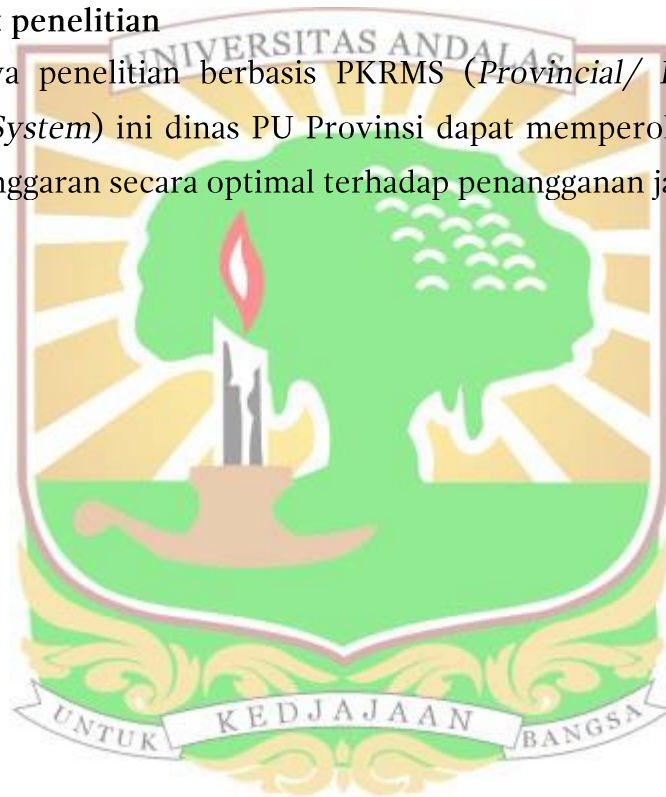 penelitian
UNIVERSITAS ANDALAS
penelitian berbasis PKRMS (Provincial/
System) ini dinas PU Provinsi dapat
secara optimal terhadap penangganan
UNTUK KEDJAJAAN BANGSA